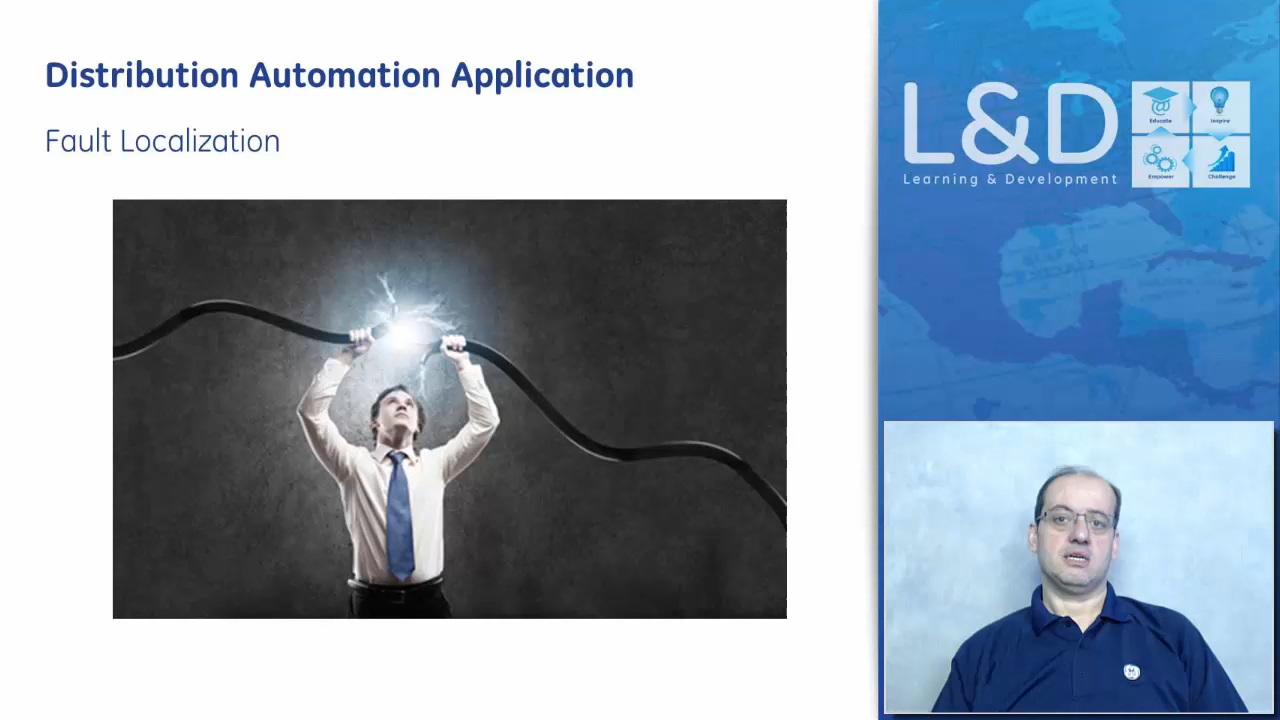 Distribution Automation Application
Fault Localization
L&D
Learning & Development
Educate
Inspire
Empower
Challenge